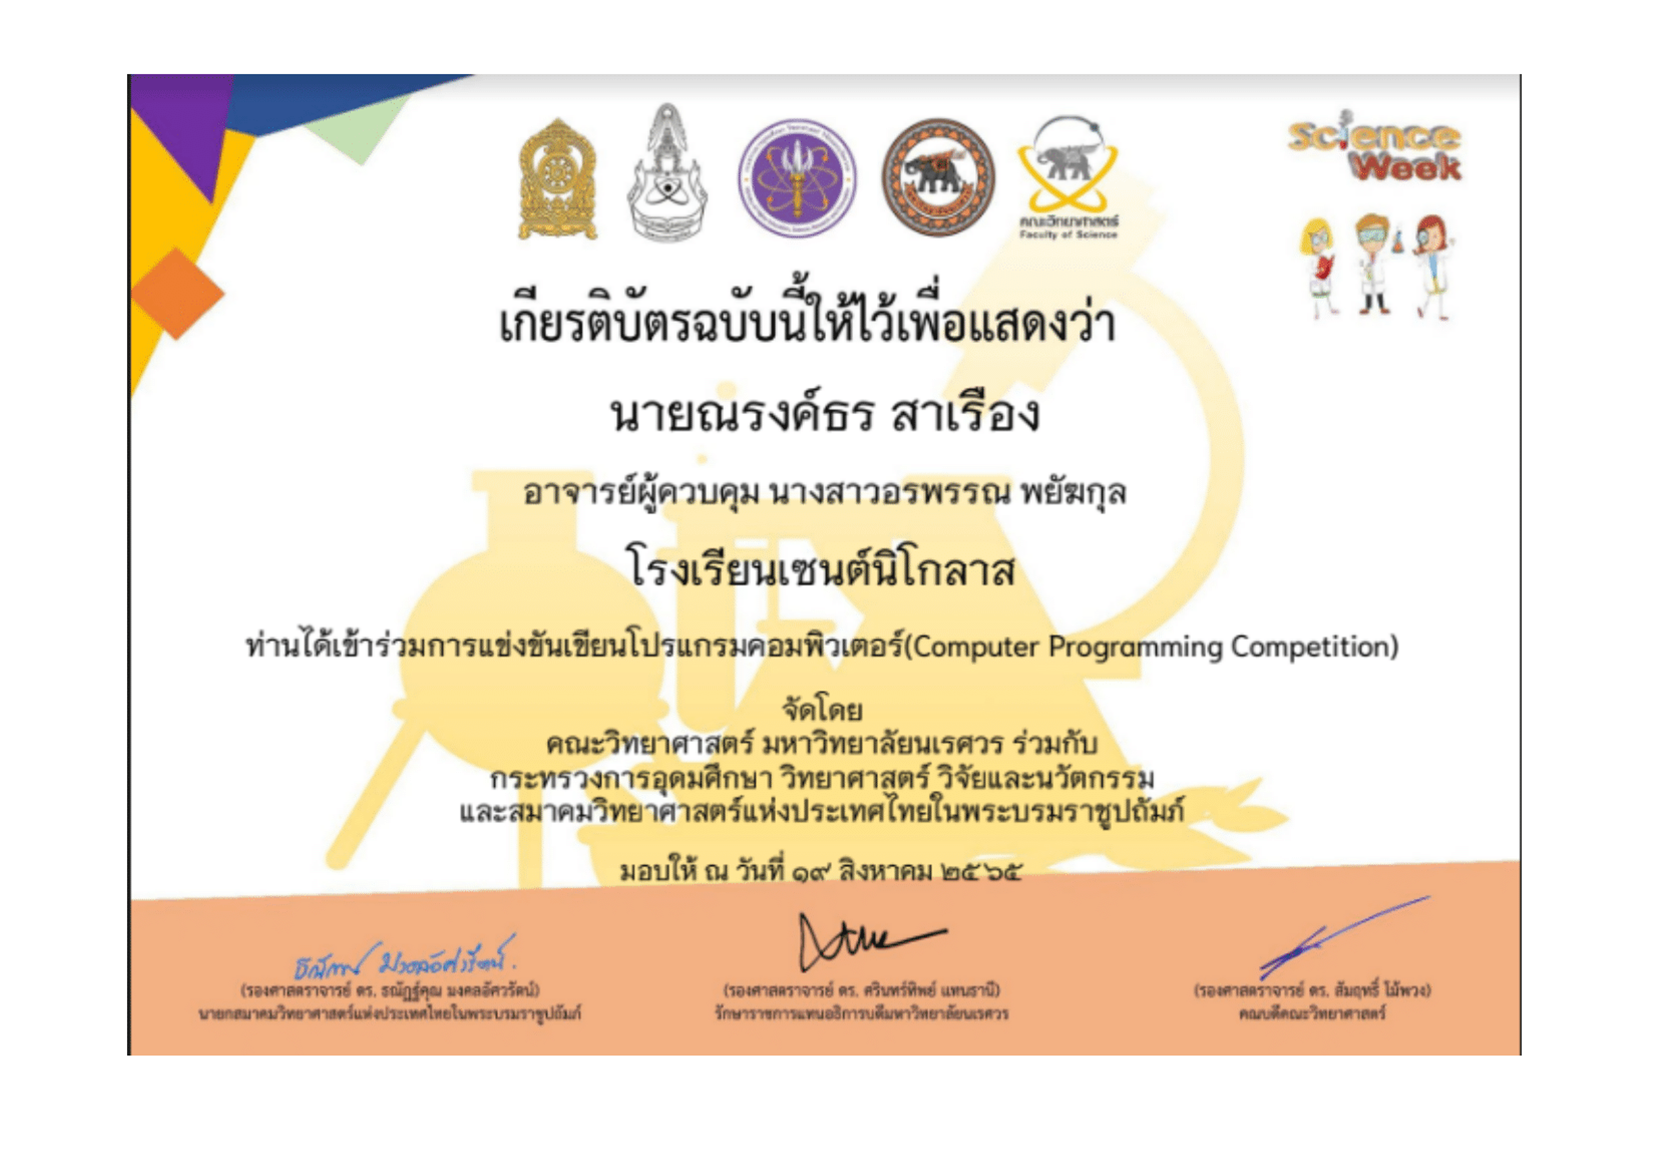 Science
Week
คณะวิทยาศาสตร์
Faculty of Science
เกียรติบัตรฉบับนี้ให้ไว้เพื่อแสดงว่า
นายณรงค์ธร สาเรือง
อาจารย์ผู้ควบคุม นางสาวอรพรรณ พยัฆกุล
โรงเรียนเซนต์นิโกลาส
ท่านได้เข้าร่วมการแข่งขันเขียนโปรแกรมคอมพิวเตอร์(Computer Programming Competition)
จัดโดย
คณะวิทยาศาสตร์ มหาวิทยาลัยนเรศวร ร่วมกับ
กระทรวงการอุดมศึกษา วิทยาศาสตร์ วิจัยและนวัตกรรม
และสมาคมวิทยาศาสตร์แห่งประเทศไทยในพระบรมราชูปถัมภ์
มอบให้ ณ วันที่ ๑๙ สิงหาคม ๒๕๖๕
(รองศาสตราจารย์ ดร. ธณัฏฐ์คุณ มงคลอัศวรัตน์)
นายกสมาคมวิทยาศาสตร์แห่งประเทศไทยในพระบรมราชูปถัมภ์
(รองศาสตราจารย์ ดร. ศรินทร์ทิพย์ แทนธานี)
รักษาราชการแทนอธิการบดีมหาวิทยาลัยนเรศวร
(รองศาสตราจารย์ ดร. สัมฤทธิ์ โม้พวง)
คณบดีคณะวิทยาศาสตร์